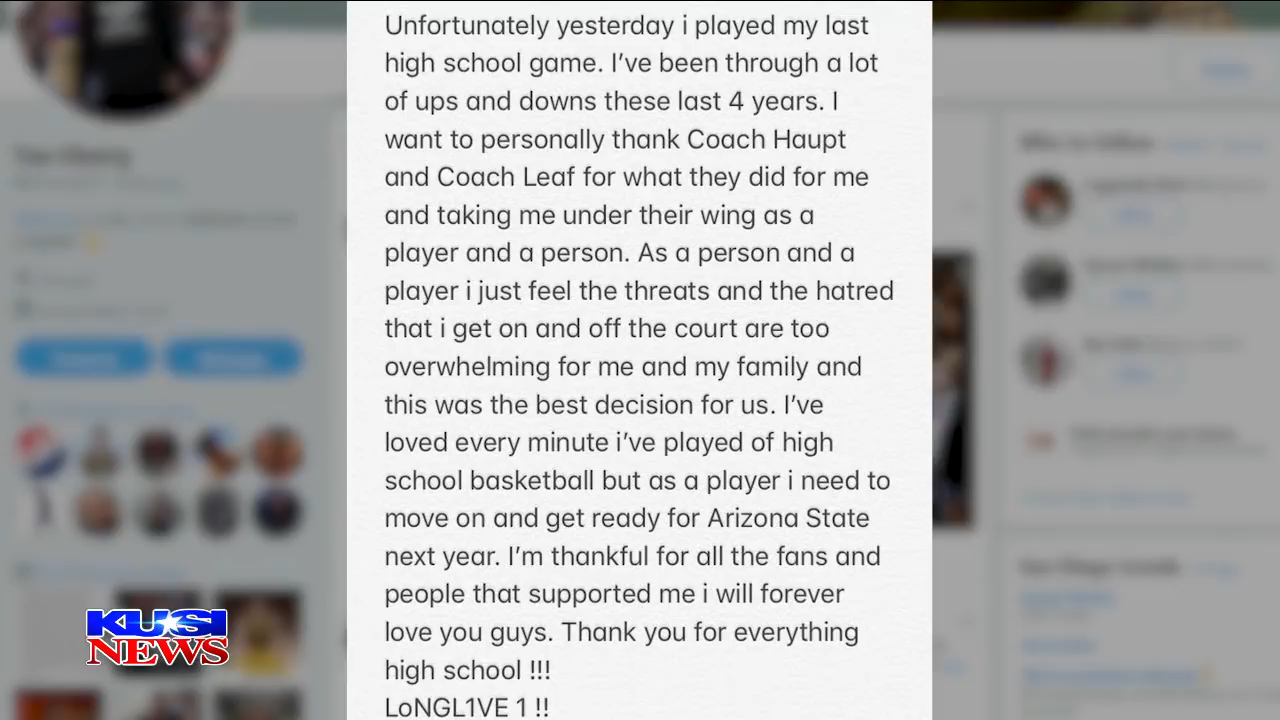 Unfortunately yesterday i played my last
high school game. I've been through a lot
of ups and downs these last 4 years. I
want to personally thank Coach Haupt
and Coach Leaf for what they did for me
and taking me under their wing as a
player and a person. As a person and a
player i just feel the threats and the hatred
that i get on and off the court are too
overwhelming for me and my family and
this was the best decision for us. I've
loved every minute i've played of high
school basketball but as a player i need to
move on and get ready for Arizona State
next year. I'm thankful for all the fans and
people that supported me i will forever
love you guys. Thank you for everything
high school !!!
LoNGL1VE 1 !!
KUSI
NEWS